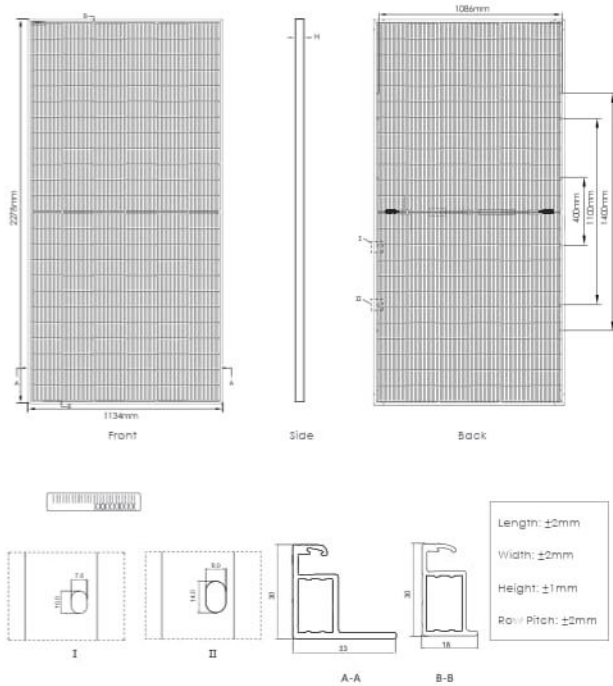 B
1086mm
H
2278mm
400mm
1100mm
1400mm
I
II
A
A
B
1134mm
Front
Side
Back
7.0
10.0
I
9.0
14.0
II
30
33
A-A
30
18
B-B
Length: ±2mm
Width: ±2mm
Height: ±1mm
Row Pitch: ±2mm